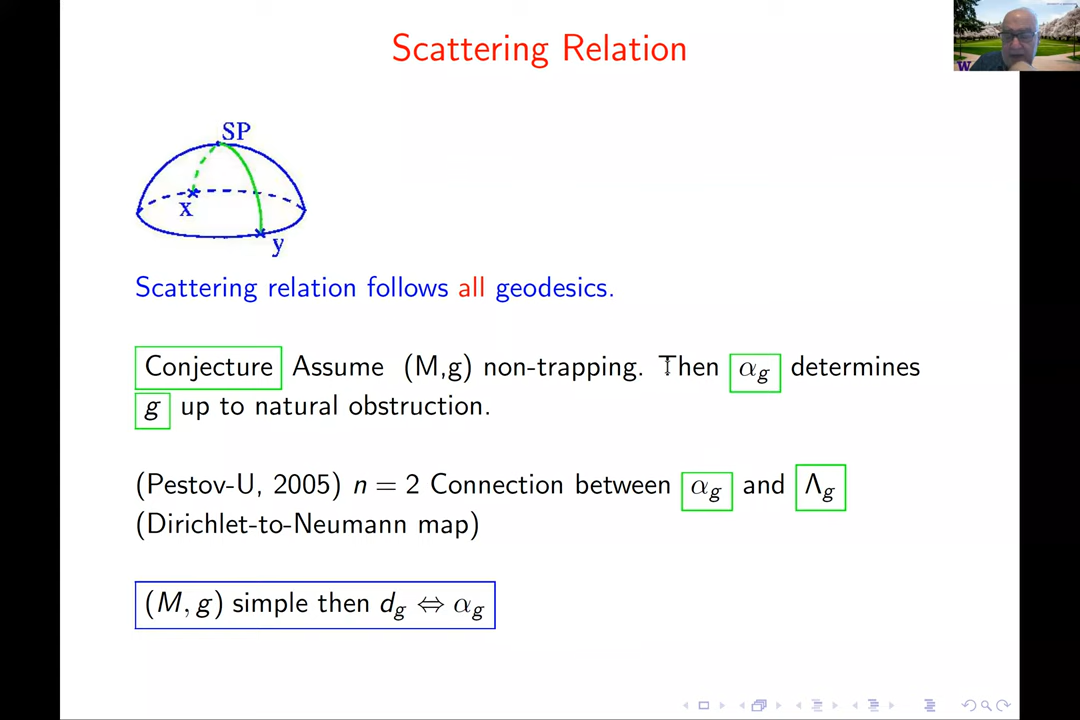 Scattering Relation
SP
x
y
Scattering relation follows all geodesics.
Conjecture Assume (M,g) non-trapping. Then α_g determines
g up to natural obstruction.
(Pestov-U, 2005) n = 2 Connection between α_g and Λ_g
(Dirichlet-to-Neumann map)
(M, g) simple then d_g ⇔ α_g
W